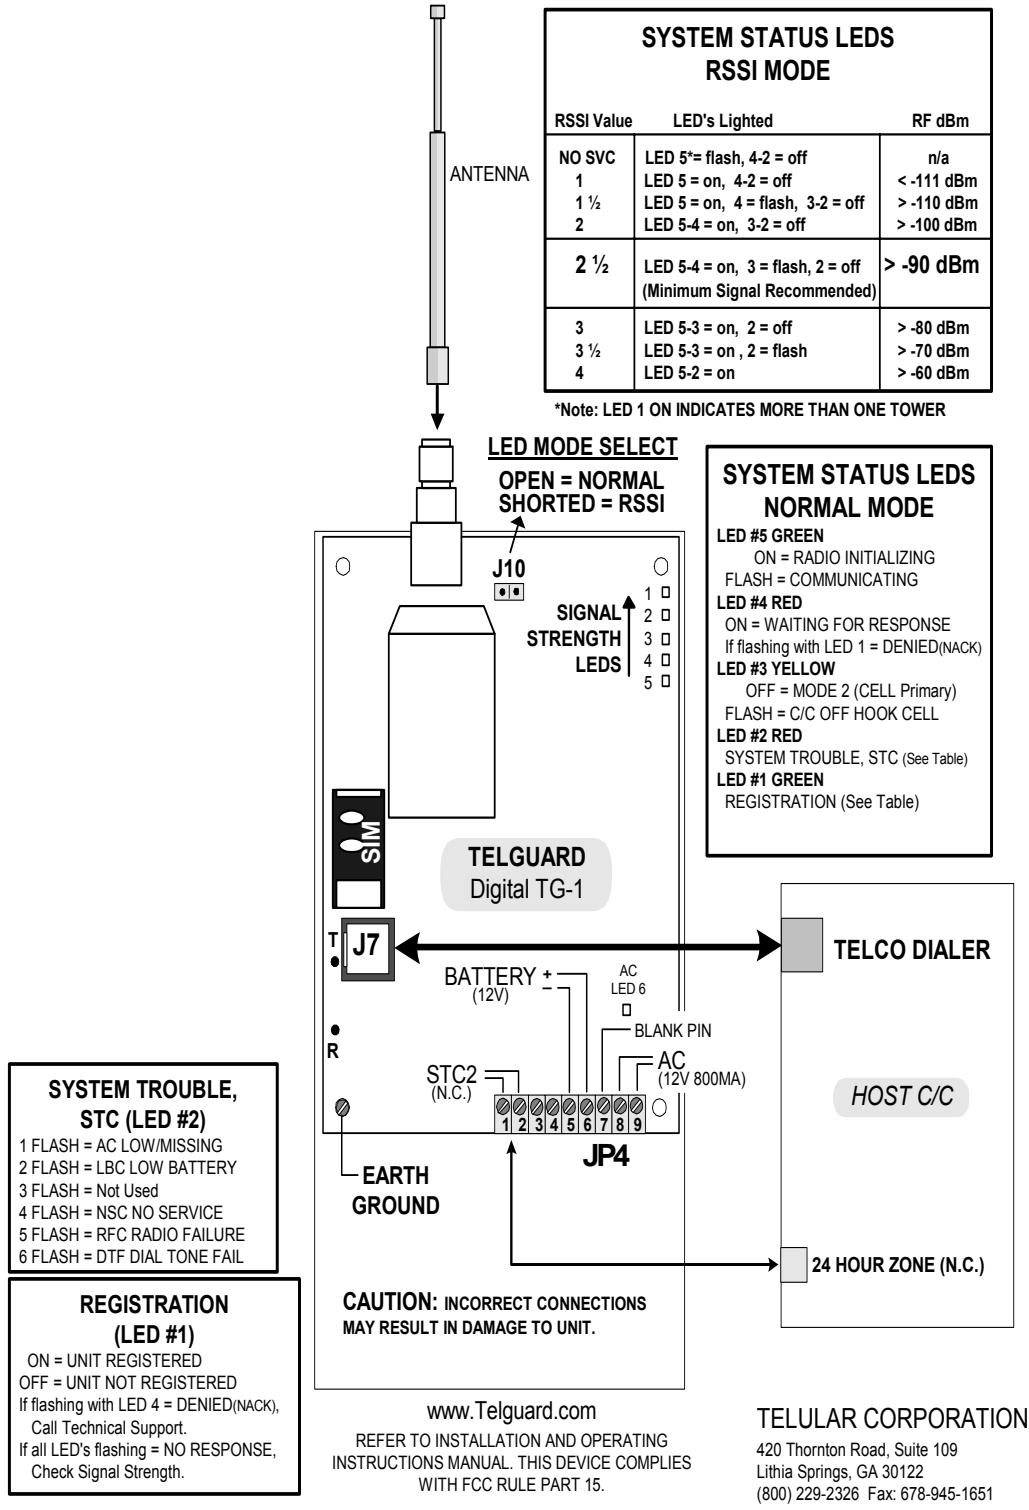 SYSTEM STATUS LEDS
RSSI MODE
RSSI Value LED's Lighted RF dBm
NO SVC LED 5*= flash, 4-2 = off n/a
1 LED 5 = on, 4-2 = off < -111 dBm
1 ½ LED 5 = on, 4 = flash, 3-2 = off > -110 dBm
2 LED 5-4 = on, 3-2 = off > -100 dBm
2 ½ LED 5-4 = on, 3 = flash, 2 = off > -90 dBm
(Minimum Signal Recommended)
3 LED 5-3 = on, 2 = off > -80 dBm
3 ½ LED 5-3 = on , 2 = flash > -70 dBm
4 LED 5-2 = on > -60 dBm
*Note: LED 1 ON INDICATES MORE THAN ONE TOWER
ANTENNA
LED MODE SELECT
OPEN = NORMAL
SHORTED = RSSI
J10
SIGNAL
STRENGTH
LEDS
1
2
3
4
5
SYSTEM STATUS LEDS
NORMAL MODE
LED #5 GREEN
ON = RADIO INITIALIZING
FLASH = COMMUNICATING
LED #4 RED
ON = WAITING FOR RESPONSE
If flashing with LED 1 = DENIED(NACK)
LED #3 YELLOW
OFF = MODE 2 (CELL Primary)
FLASH = C/C OFF HOOK CELL
LED #2 RED
SYSTEM TROUBLE, STC (See Table)
LED #1 GREEN
REGISTRATION (See Table)
SIM
TELGUARD
Digital TG-1
T
J7
R
TELCO DIALER
BATTERY + −
(12V)
AC
LED 6
BLANK PIN
AC
(12V 800MA)
STC2
(N.C.)
1 2 3 4 5 6 7 8 9
JP4
EARTH
GROUND
HOST C/C
24 HOUR ZONE (N.C.)
CAUTION: INCORRECT CONNECTIONS
MAY RESULT IN DAMAGE TO UNIT.
SYSTEM TROUBLE,
STC (LED #2)
1 FLASH = AC LOW/MISSING
2 FLASH = LBC LOW BATTERY
3 FLASH = Not Used
4 FLASH = NSC NO SERVICE
5 FLASH = RFC RADIO FAILURE
6 FLASH = DTF DIAL TONE FAIL
REGISTRATION
(LED #1)
ON = UNIT REGISTERED
OFF = UNIT NOT REGISTERED
If flashing with LED 4 = DENIED(NACK),
Call Technical Support.
If all LED's flashing = NO RESPONSE,
Check Signal Strength.
www.Telguard.com
REFER TO INSTALLATION AND OPERATING
INSTRUCTIONS MANUAL. THIS DEVICE COMPLIES
WITH FCC RULE PART 15.
TELULAR CORPORATION
420 Thornton Road, Suite 109
Lithia Springs, GA 30122
(800) 229-2326 Fax: 678-945-1651